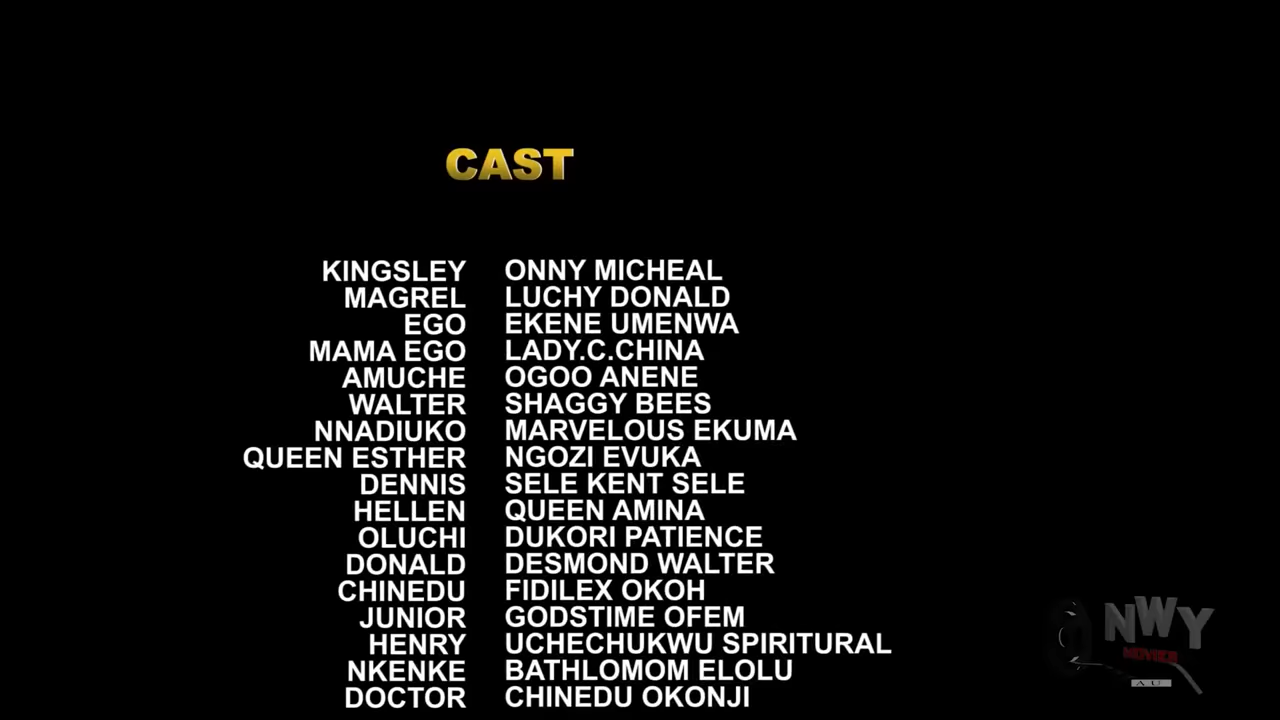 CAST
KINGSLEY ONNY MICHEAL
MAGREL LUCHY DONALD
EGO EKENE UMENWA
MAMA EGO LADY.C.CHINA
AMUCHE OGOO ANENE
WALTER SHAGGY BEES
NNADIUKO MARVELOUS EKUMA
QUEEN ESTHER NGOZI EVUKA
DENNIS SELE KENT SELE
HELLEN QUEEN AMINA
OLUCHI DUKORI PATIENCE
DONALD DESMOND WALTER
CHINEDU FIDILEX OKOH
JUNIOR GODSTIME OFEM
HENRY UCHECHUKWU SPIRITURAL
NKENKE BATHLOMOM ELOLU
DOCTOR CHINEDU OKONJI
NWY
MOVIES
AU